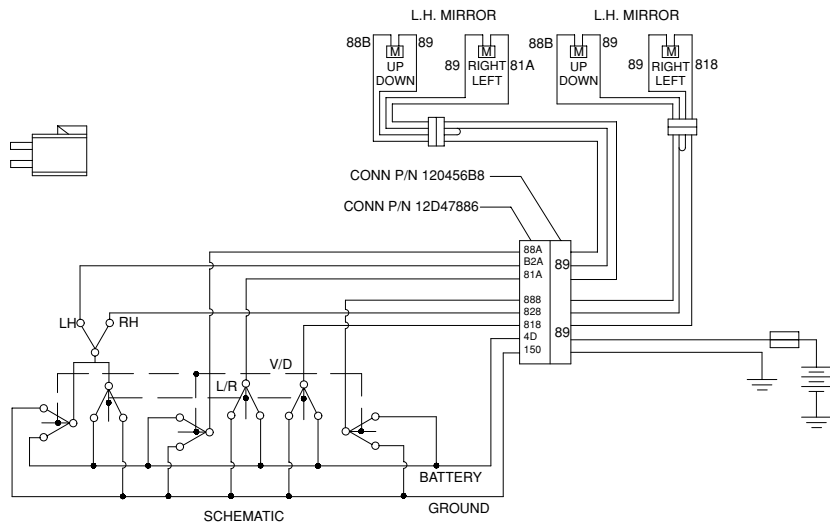 L.H. MIRROR L.H. MIRROR
88B 89 88B 89
M M M M
UP DOWN 89 RIGHT LEFT 81A UP DOWN 89 RIGHT LEFT 818
CONN P/N 120456B8
CONN P/N 12D47886
88A
B2A 89
81A
888
828
818 89
4D
150
LH RH
V/D
L/R
BATTERY
GROUND
SCHEMATIC